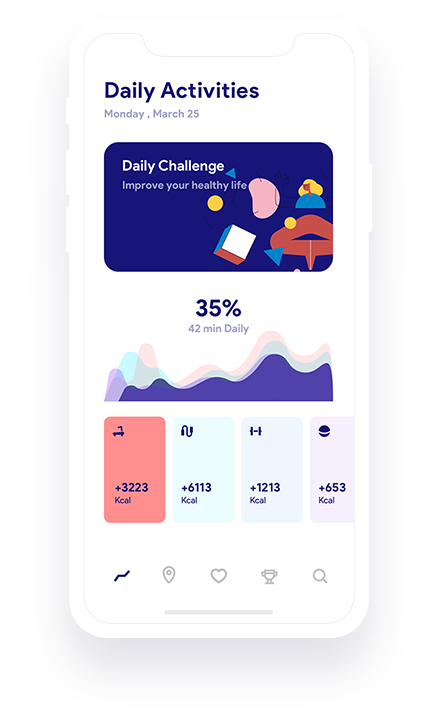 Daily Activities
Monday , March 25
Daily Challenge
Improve your healthy life
35%
42 min Daily
+3223
Kcal
+6113
Kcal
+1213
Kcal
+653
Kcal